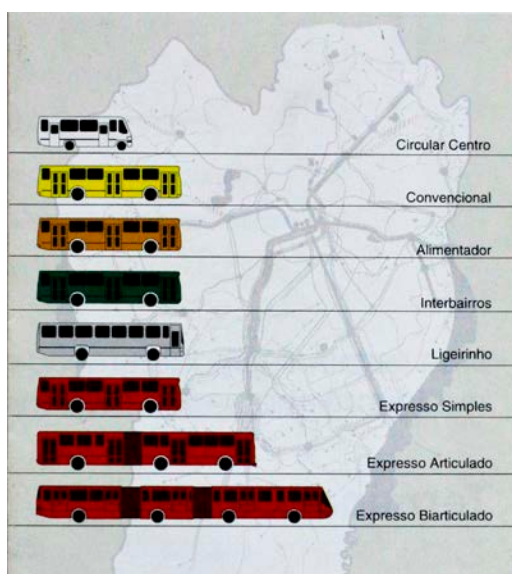 Circular Centro
Convencional
Alimentador
Interbairros
Ligeirinho
Expresso Simples
Expresso Articulado
Expresso Biarticulado